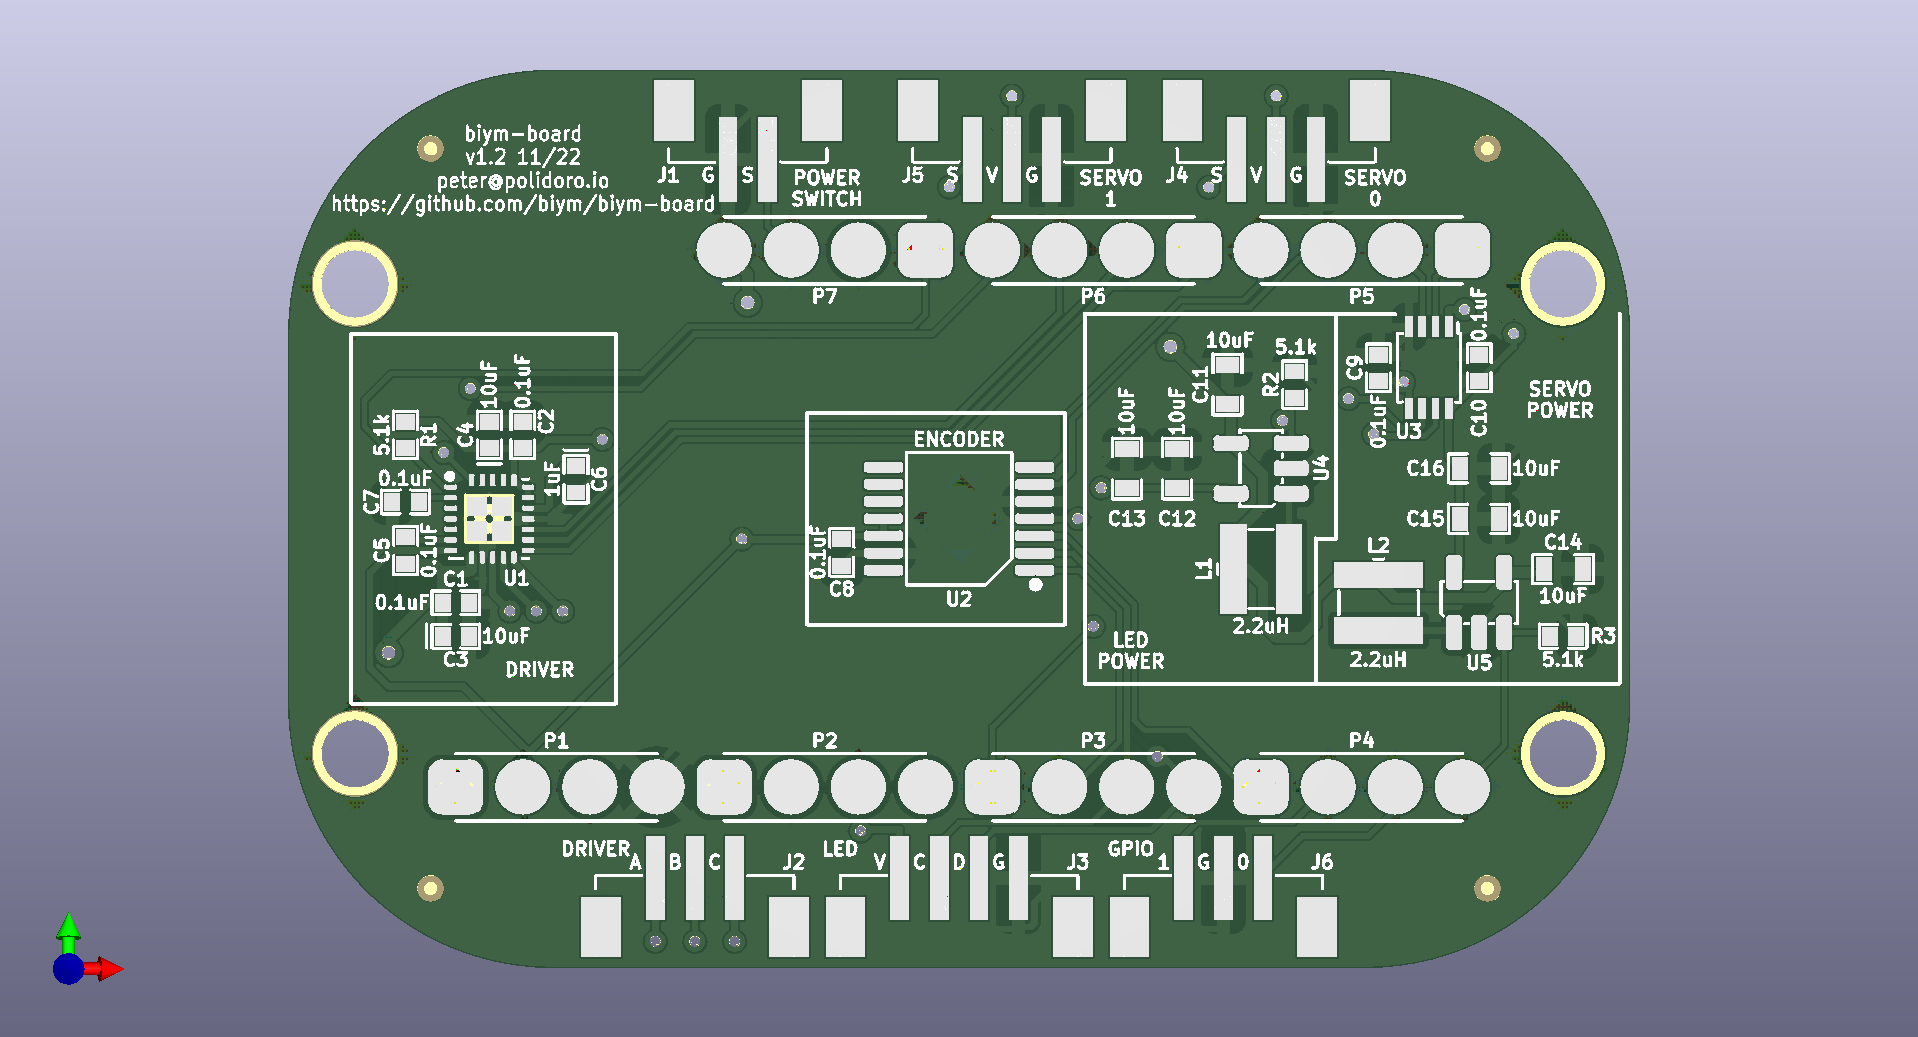 biym-board
v1.2 11/22
peter@polidoro.io
https://github.com/biym/biym-board
J1 G S POWER SWITCH
J5 S V G SERVO 1
J4 S V G SERVO 0
P7
P6
P5
10uF
0.1uF
5.1k
R1
C4
C2
0.1uF
C7
1uF
C6
C5
0.1uF
C1
U1
0.1uF
10uF
C3
DRIVER
ENCODER
0.1uF
C8
U2
10uF
C11
5.1k
R2
10uF
10uF
C13
C12
U4
L1
2.2uH
LED
POWER
0.1uF
C9
0.1uF
U3
C10
SERVO
POWER
C16 10uF
C15 10uF
L2
C14
10uF
2.2uH
U5
R3
5.1k
P1
P2
P3
P4
DRIVER A B C J2
LED V C D G J3
GPIO 1 G 0 J6